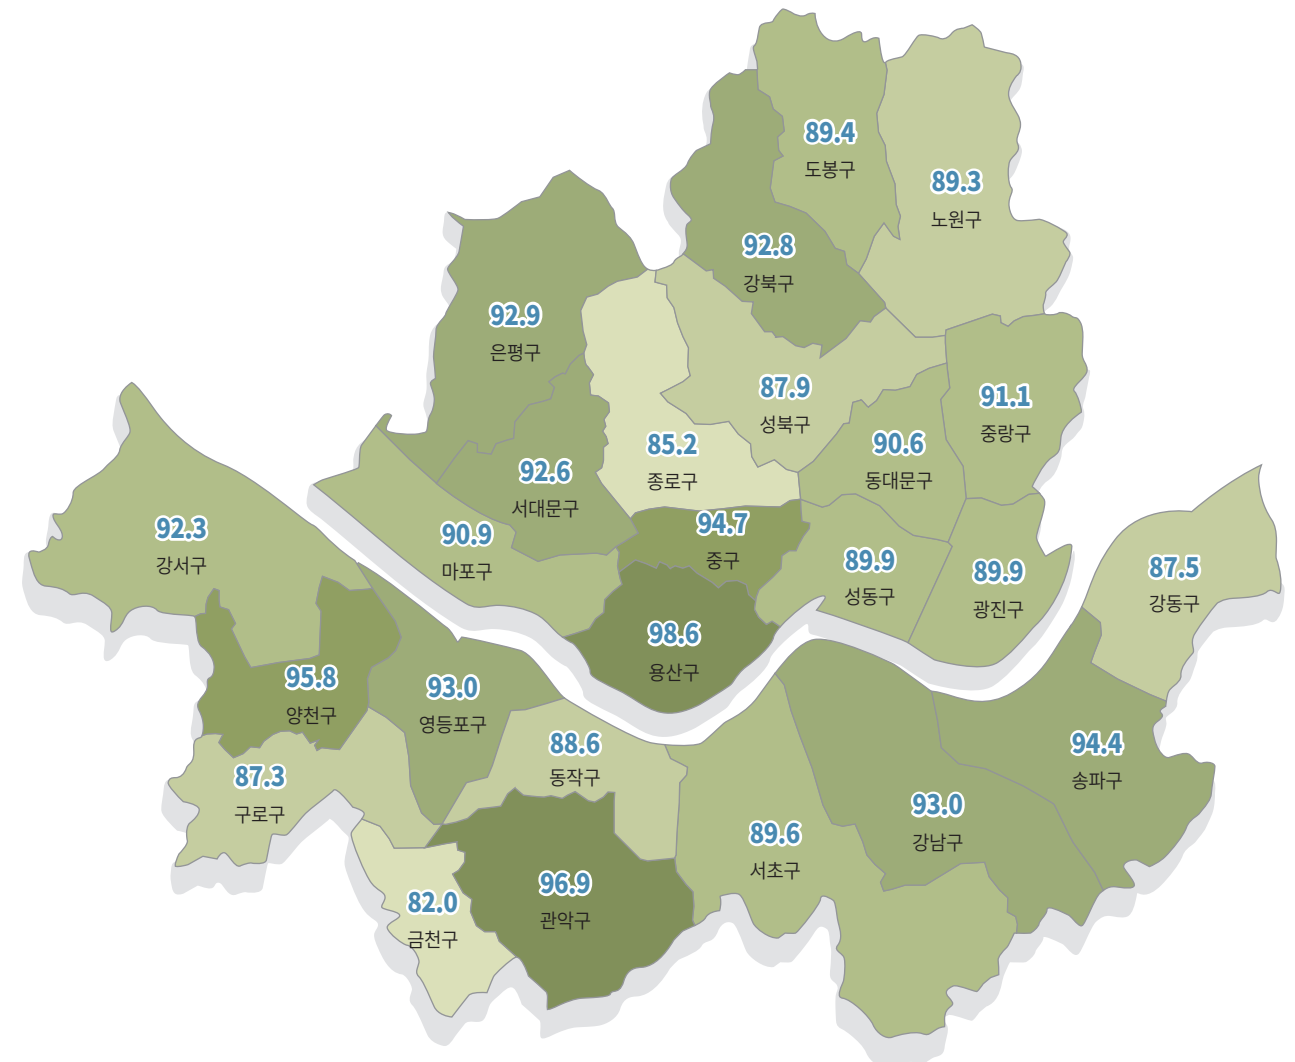 89.4
도봉구
89.3
노원구
92.8
강북구
92.9
은평구
87.9
성북구
91.1
중랑구
85.2
종로구
90.6
동대문구
92.6
서대문구
92.3
강서구
90.9
마포구
94.7
중구
89.9
성동구
89.9
광진구
87.5
강동구
98.6
용산구
95.8
양천구
93.0
영등포구
88.6
동작구
94.4
송파구
87.3
구로구
93.0
강남구
89.6
서초구
96.9
관악구
82.0
금천구